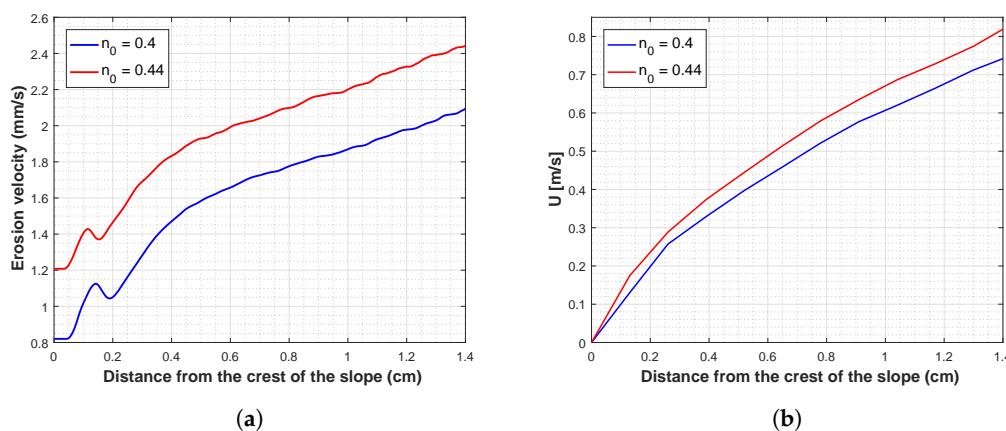 2.6
2.4
2.2
2
1.8
1.6
1.4
1.2
1
0.8
Erosion velocity (mm/s)
n0 = 0.4
n0 = 0.44
0 0.2 0.4 0.6 0.8 1 1.2 1.4
Distance from the crest of the slope (cm)
(a)
0.8
0.7
0.6
0.5
0.4
0.3
0.2
0.1
0
U [m/s]
n0 = 0.4
n0 = 0.44
0 0.2 0.4 0.6 0.8 1 1.2 1.4
Distance from the crest of the slope (cm)
(b)